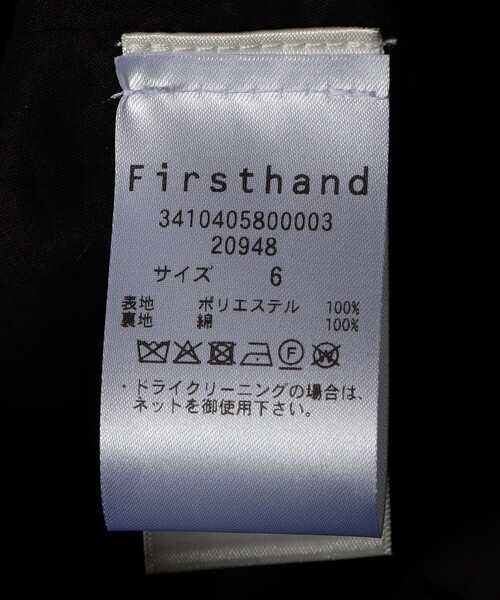 Firsthand
3410405800003
20948
サイズ 6
表地 ポリエステル 100%
裏地 綿 100%
F W
・ドライクリーニングの場合は、
ネットを御使用下さい。